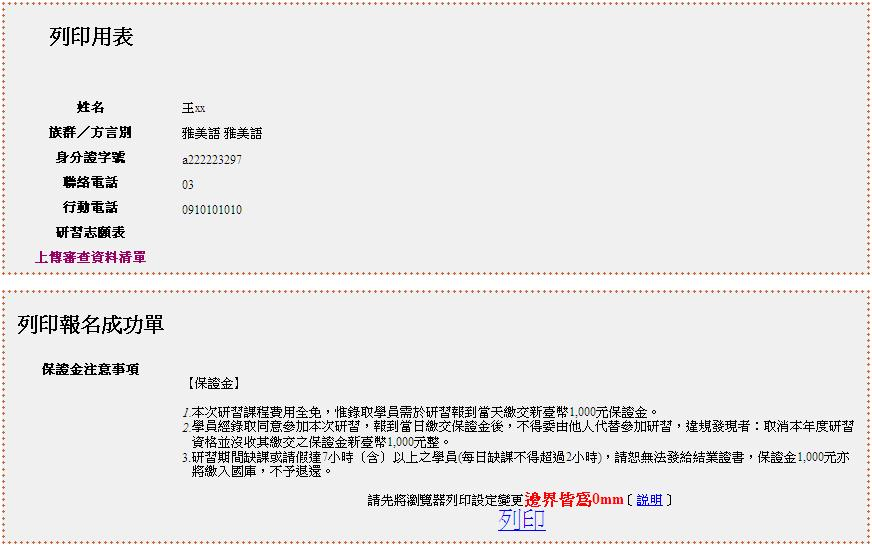 列印用表
姓名 王xx
族群／方言別 雅美語 雅美語
身分證字號 a222223297
聯絡電話 03
行動電話 0910101010
研習志願表
上傳審查資料清單
列印報名成功單
保證金注意事項
【保證金】
1.本次研習課程費用全免，惟錄取學員需於研習報到當天繳交新臺幣1,000元保證金。
2.學員經錄取同意參加本次研習，報到當日繳交保證金後，不得委由他人代替參加研習，違規發現者：取消本年度研習
資格並沒收其繳交之保證金新臺幣1,000元整。
3.研習期間缺課或請假達7小時〔含〕以上之學員(每日缺課不得超過2小時)，請恕無法發給結業證書，保證金1,000元亦
將繳入國庫，不予退還。
請先將瀏覽器列印設定變更邊界皆為0mm〔 說明 〕
列印